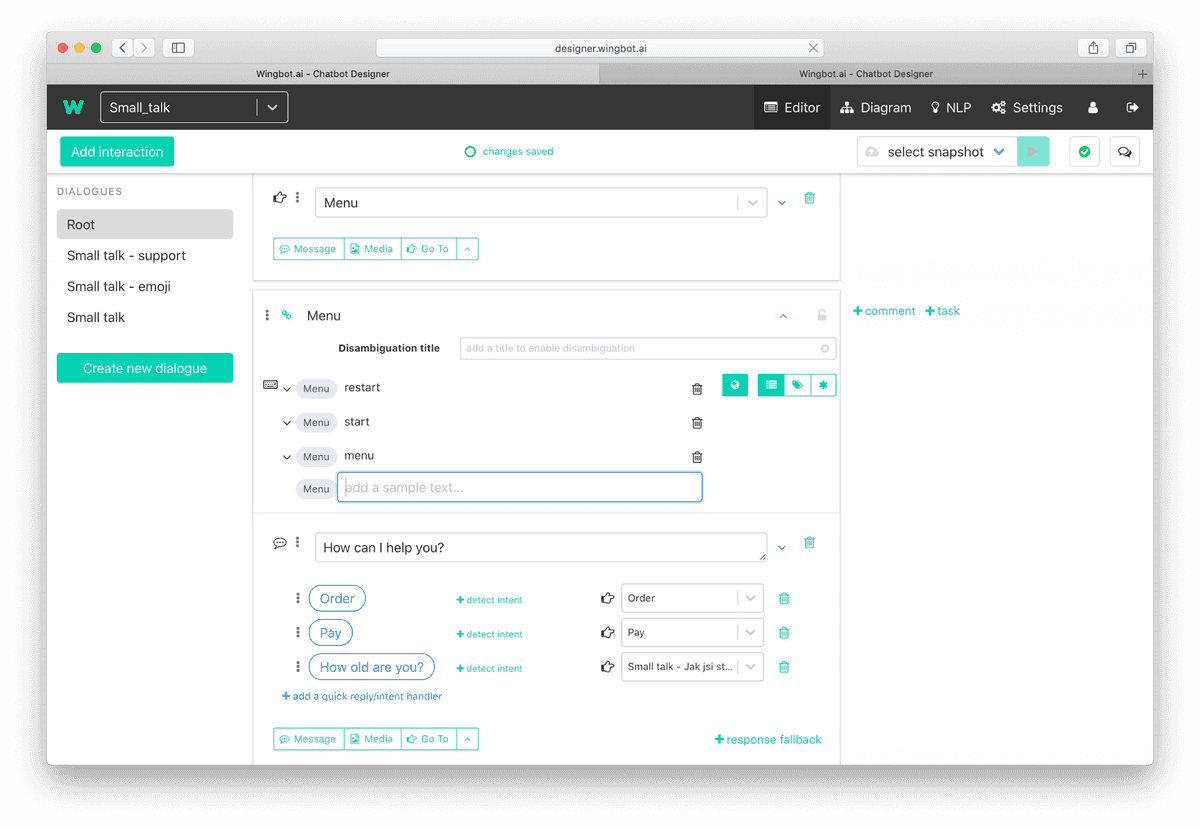 designer.wingbot.ai
Wingbot.ai - Chatbot Designer
Wingbot.ai - Chatbot Designer
W Small_talk Editor Diagram NLP Settings
Add interaction changes saved select snapshot
DIALOGUES
Root
Small talk - support
Small talk - emoji
Small talk
Create new dialogue
Menu
Message Media Go To
Menu
+comment +task
Disambiguation title add a title to enable disambiguation
Menu restart
Menu start
Menu menu
Menu add a sample text...
How can I help you?
Order +detect intent Order
Pay +detect intent Pay
How old are you? +detect intent Small talk - Jak jsi st...
+add a quick reply/intent handler
Message Media Go To +response fallback